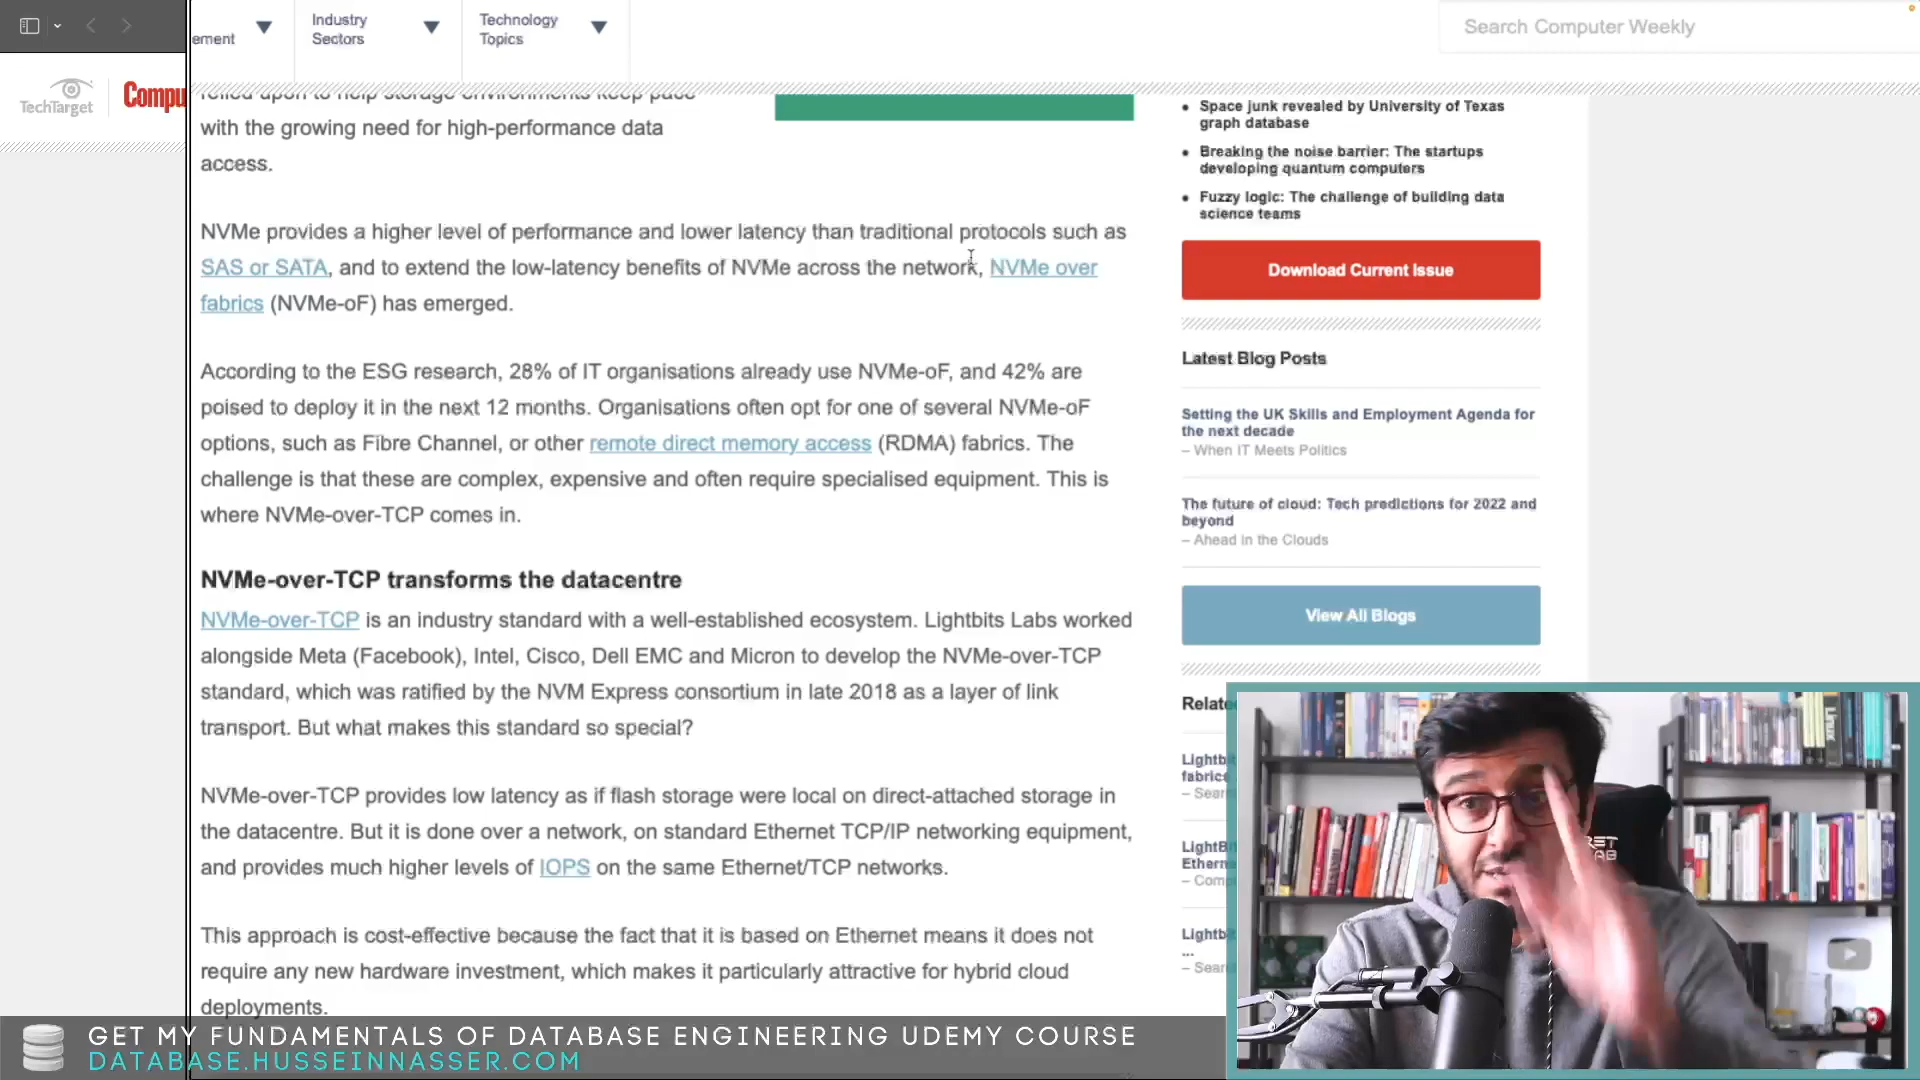 ement
Industry
Sectors
Technology
Topics
Search Computer Weekly
TechTarget
Compu
relied upon to help storage environments keep pace
with the growing need for high-performance data
access.
NVMe provides a higher level of performance and lower latency than traditional protocols such as
SAS or SATA, and to extend the low-latency benefits of NVMe across the network, NVMe over
fabrics (NVMe-oF) has emerged.
According to the ESG research, 28% of IT organisations already use NVMe-oF, and 42% are
poised to deploy it in the next 12 months. Organisations often opt for one of several NVMe-oF
options, such as Fibre Channel, or other remote direct memory access (RDMA) fabrics. The
challenge is that these are complex, expensive and often require specialised equipment. This is
where NVMe-over-TCP comes in.
NVMe-over-TCP transforms the datacentre
NVMe-over-TCP is an industry standard with a well-established ecosystem. Lightbits Labs worked
alongside Meta (Facebook), Intel, Cisco, Dell EMC and Micron to develop the NVMe-over-TCP
standard, which was ratified by the NVM Express consortium in late 2018 as a layer of link
transport. But what makes this standard so special?
NVMe-over-TCP provides low latency as if flash storage were local on direct-attached storage in
the datacentre. But it is done over a network, on standard Ethernet TCP/IP networking equipment,
and provides much higher levels of IOPS on the same Ethernet/TCP networks.
This approach is cost-effective because the fact that it is based on Ethernet means it does not
require any new hardware investment, which makes it particularly attractive for hybrid cloud
deployments.
Space junk revealed by University of Texas
graph database
Breaking the noise barrier: The startups
developing quantum computers
Fuzzy logic: The challenge of building data
science teams
Download Current Issue
Latest Blog Posts
Setting the UK Skills and Employment Agenda for
the next decade
– When IT Meets Politics
The future of cloud: Tech predictions for 2022 and
beyond
– Ahead in the Clouds
View All Blogs
Relate
Lightb
fabrics
– Sear
LightB
Ethern
– Comp
Lightb
...
– Sear
GET MY FUNDAMENTALS OF DATABASE ENGINEERING UDEMY COURSE
DATABASE.HUSSEINNASSER.COM